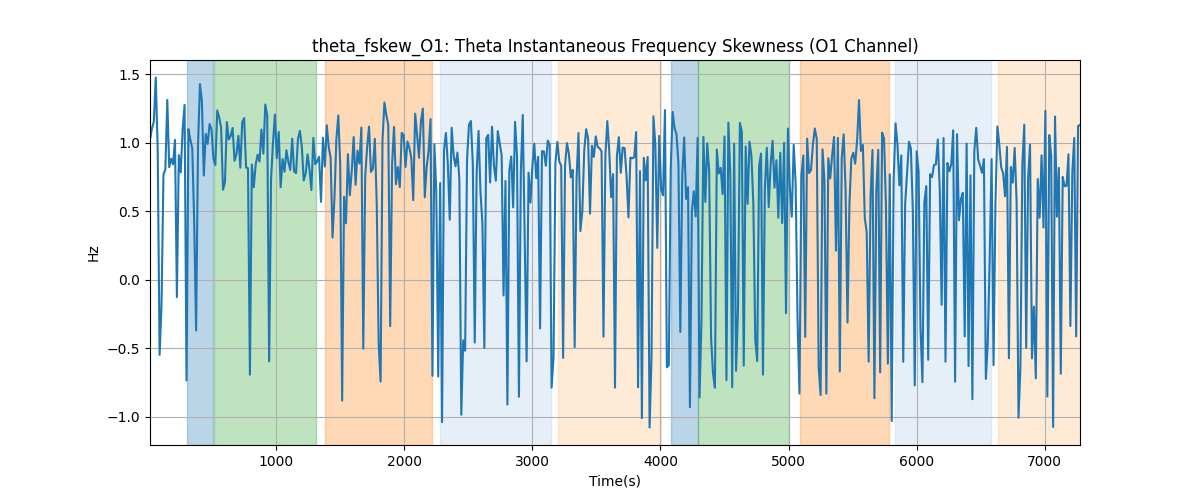 theta_fskew_O1: Theta Instantaneous Frequency Skewness (O1 Channel)
1.5
1.0
0.5
0.0
−0.5
−1.0
Hz
1000 2000 3000 4000 5000 6000 7000
Time(s)